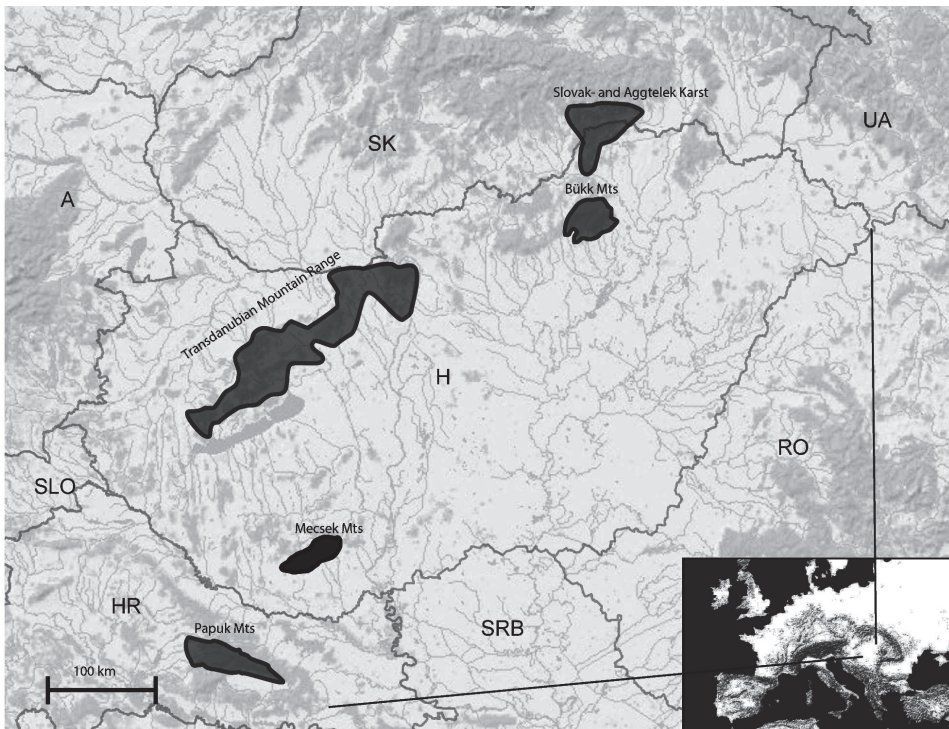 Slovak- and Aggtelek Karst
UA
SK
A
Bükk Mts
Transdanubian Mountain Range
H
RO
SLO
Mecsek Mts
HR
SRB
Papuk Mts
100 km